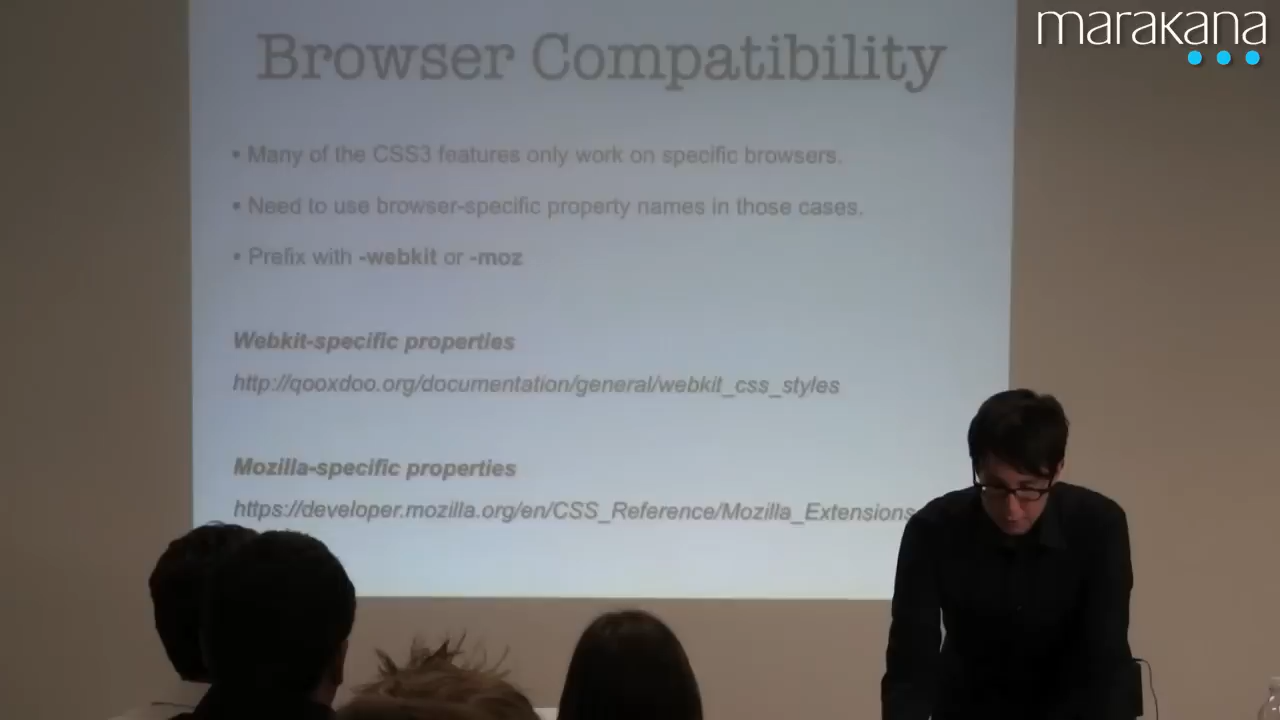 marakana
Browser Compatibility
• Many of the CSS3 features only work on specific browsers.
• Need to use browser-specific property names in those cases.
• Prefix with -webkit or -moz
Webkit-specific properties
http://qooxdoo.org/documentation/general/webkit_css_styles
Mozilla-specific properties
https://developer.mozilla.org/en/CSS_Reference/Mozilla_Extensions